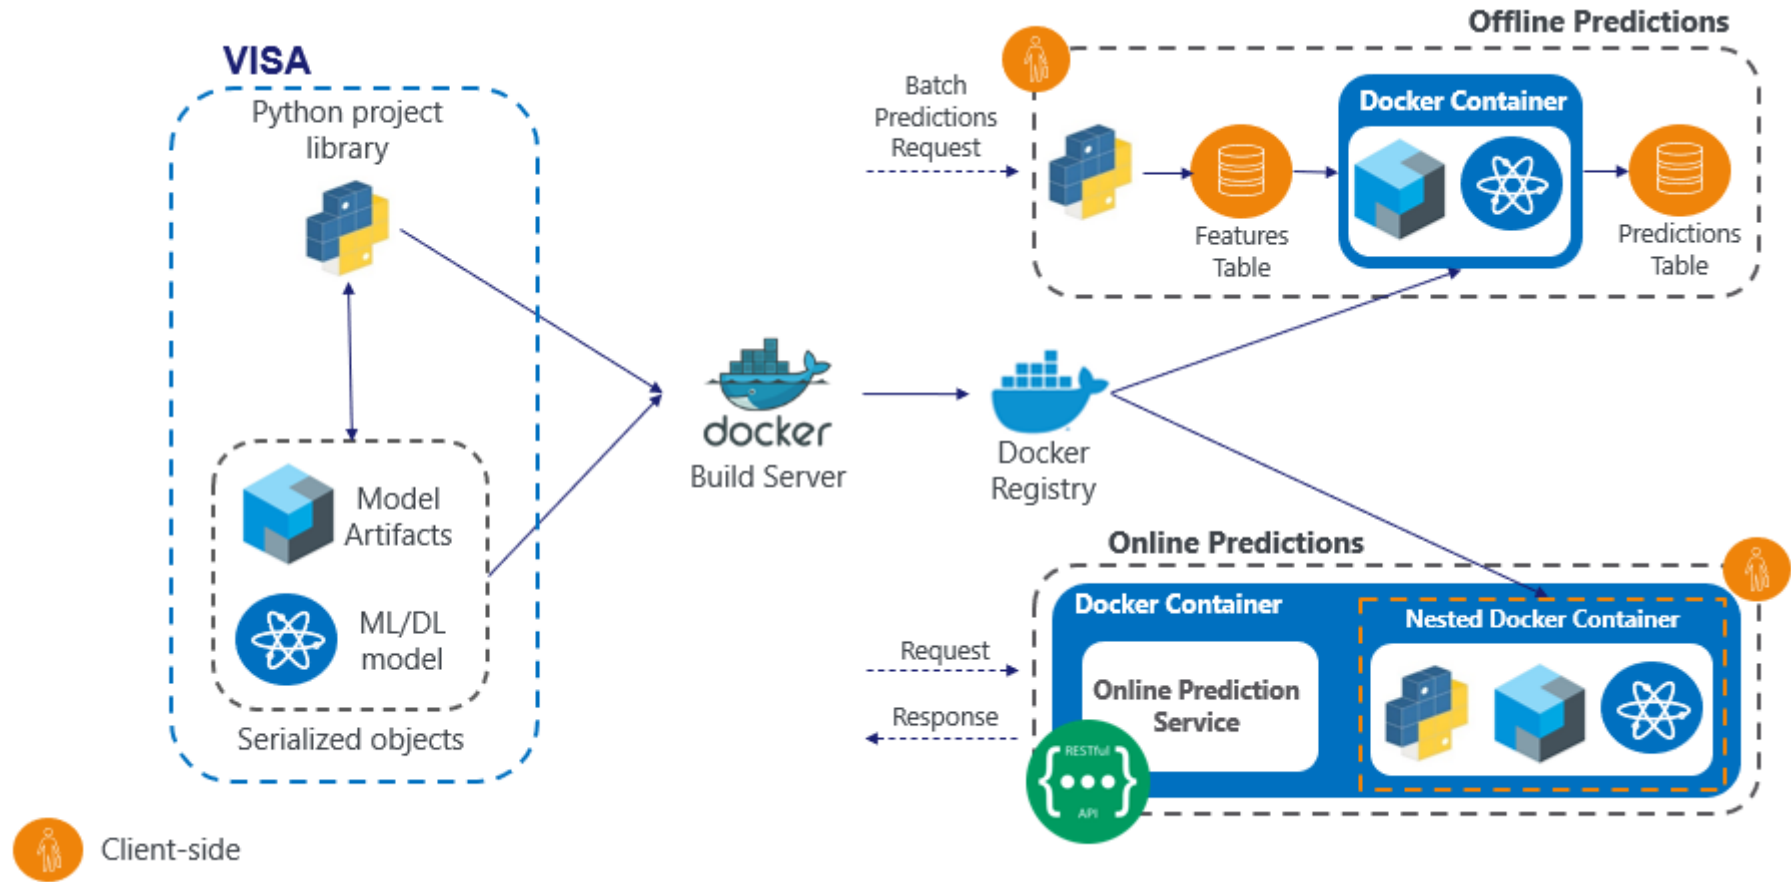 VISA
Python project
library
Model
Artifacts
ML/DL
model
Serialized objects
Client-side
docker
Build Server
Docker
Registry
Offline Predictions
Batch
Predictions
Request
Features
Table
Docker Container
Predictions
Table
Online Predictions
Request
Response
Docker Container
Online Prediction
Service
RESTful
API
Nested Docker Container